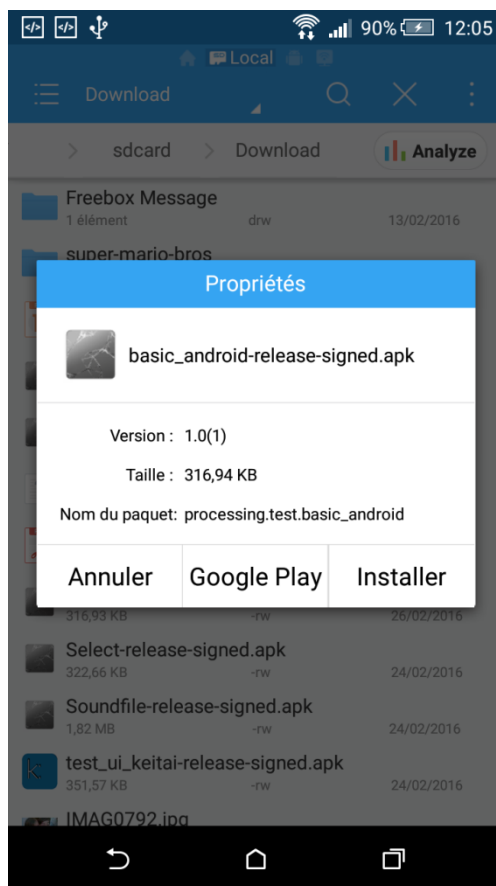 90% 12:05
Local
Download
sdcard > Download Analyze
Freebox Message
1 élément drw 13/02/2016
super-mario-bros
Propriétés
basic_android-release-signed.apk
Version : 1.0(1)
Taille : 316,94 KB
Nom du paquet: processing.test.basic_android
Annuler Google Play Installer
316,93 KB -rw 26/02/2016
Select-release-signed.apk
322,66 KB -rw 24/02/2016
Soundfile-release-signed.apk
1,82 MB -rw 24/02/2016
test_ui_keitai-release-signed.apk
351,57 KB -rw 24/02/2016
IMAG0792.jpg